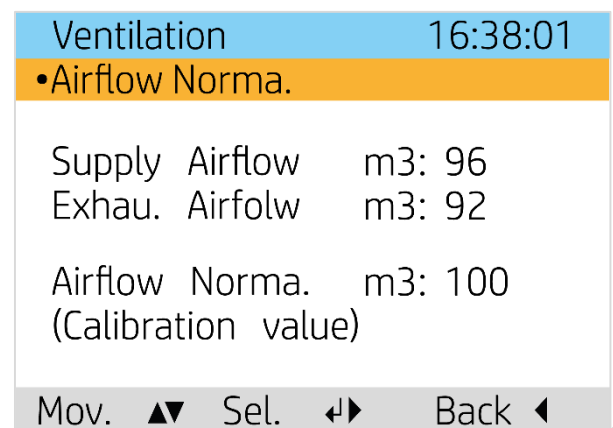 Ventilation 16:38:01
•Airflow Norma.
Supply Airflow m3: 96
Exhau. Airfolw m3: 92
Airflow Norma. m3: 100
(Calibration value)
Mov. ▲▼ Sel. ↲▶ Back ◀